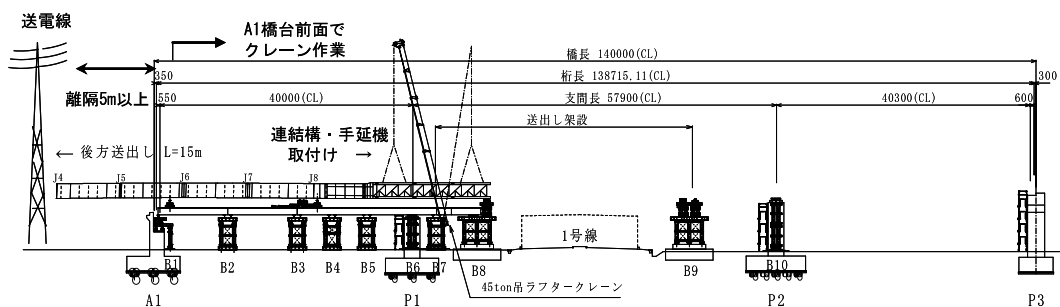 送電線
A1橋台前面で
クレーン作業
橋長 140000(CL)
350
桁長 138715.11(CL)
300
離隔5m以上
550
40000(CL)
支間長 57900(CL)
40300(CL)
600
送出し架設
連結構・手延機
取付け →
← 後方送出し L=15m
J4
J5
J6
J7
J8
1号線
B1
B2
B3
B4
B5
B6
B7
B8
B9
B10
45ton吊ラフタークレーン
A1
P1
P2
P3